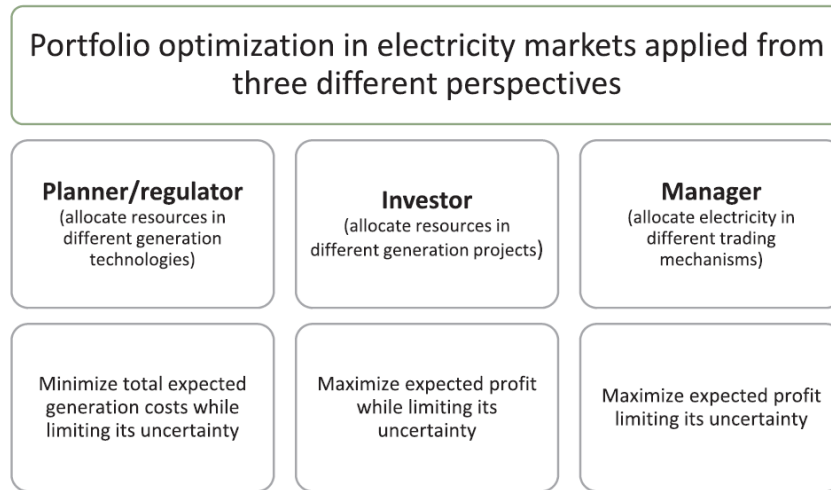 Portfolio optimization in electricity markets applied from
three different perspectives
Planner/regulator
(allocate resources in
different generation
technologies)
Investor
(allocate resources in
different generation projects)
Manager
(allocate electricity in
different trading
mechanisms)
Minimize total expected
generation costs while
limiting its uncertainty
Maximize expected profit
while limiting its
uncertainty
Maximize expected profit
limiting its uncertainty